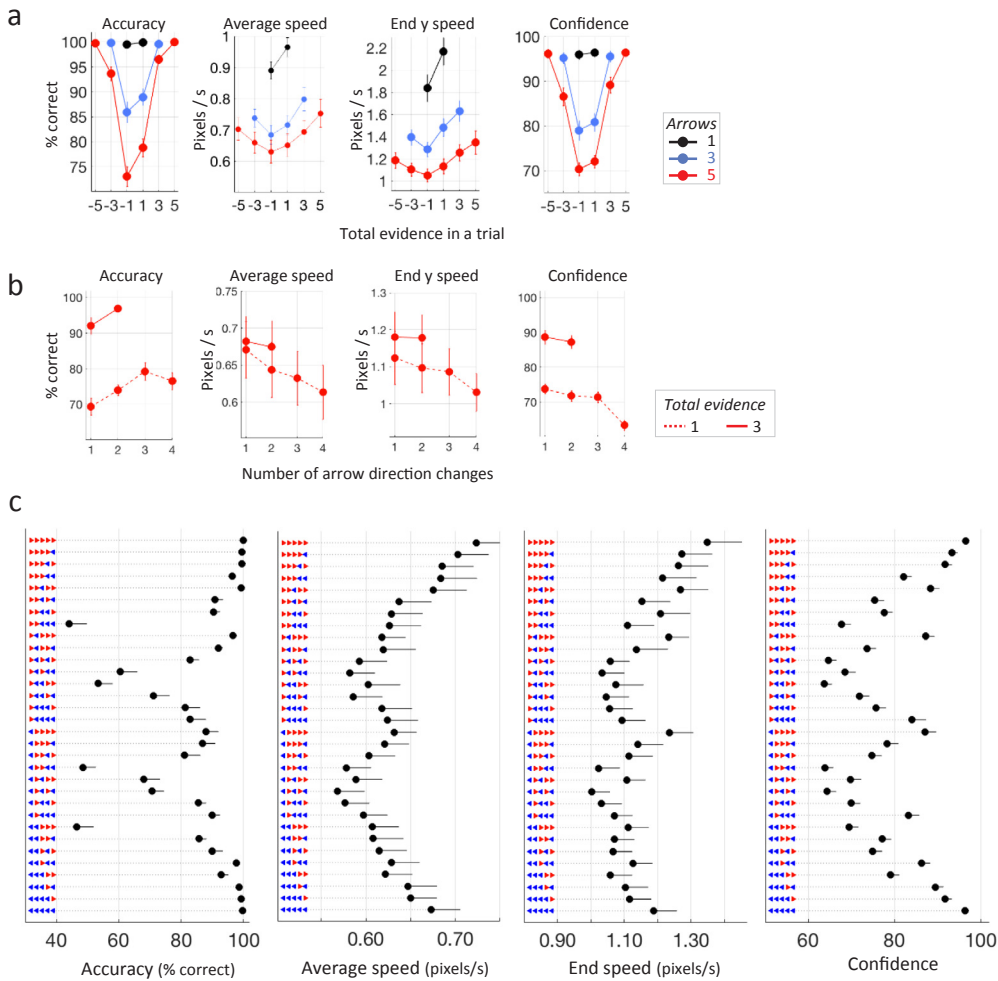 a
Accuracy
Average speed
End y speed
Confidence
% correct
100
95
90
85
80
75
-5 -3 -1 1 3 5
Pixels / s
1
0.9
0.8
0.7
0.6
-5 -3 -1 1 3 5
Pixels / s
2.2
2
1.8
1.6
1.4
1.2
1
-5 -3 -1 1 3 5
100
90
80
70
-5 -3 -1 1 3 5
Arrows
1
3
5
Total evidence in a trial
b
Accuracy
Average speed
End y speed
Confidence
% correct
100
90
80
70
1 2 3 4
Pixels / s
0.75
0.7
0.65
0.6
1 2 3 4
Pixels / s
1.3
1.2
1.1
1
1 2 3 4
100
90
80
70
1 2 3 4
Total evidence
1 3
Number of arrow direction changes
c
40 60 80 100
Accuracy (% correct)
0.60 0.70
Average speed (pixels/s)
0.90 1.10 1.30
End speed (pixels/s)
60 80 100
Confidence